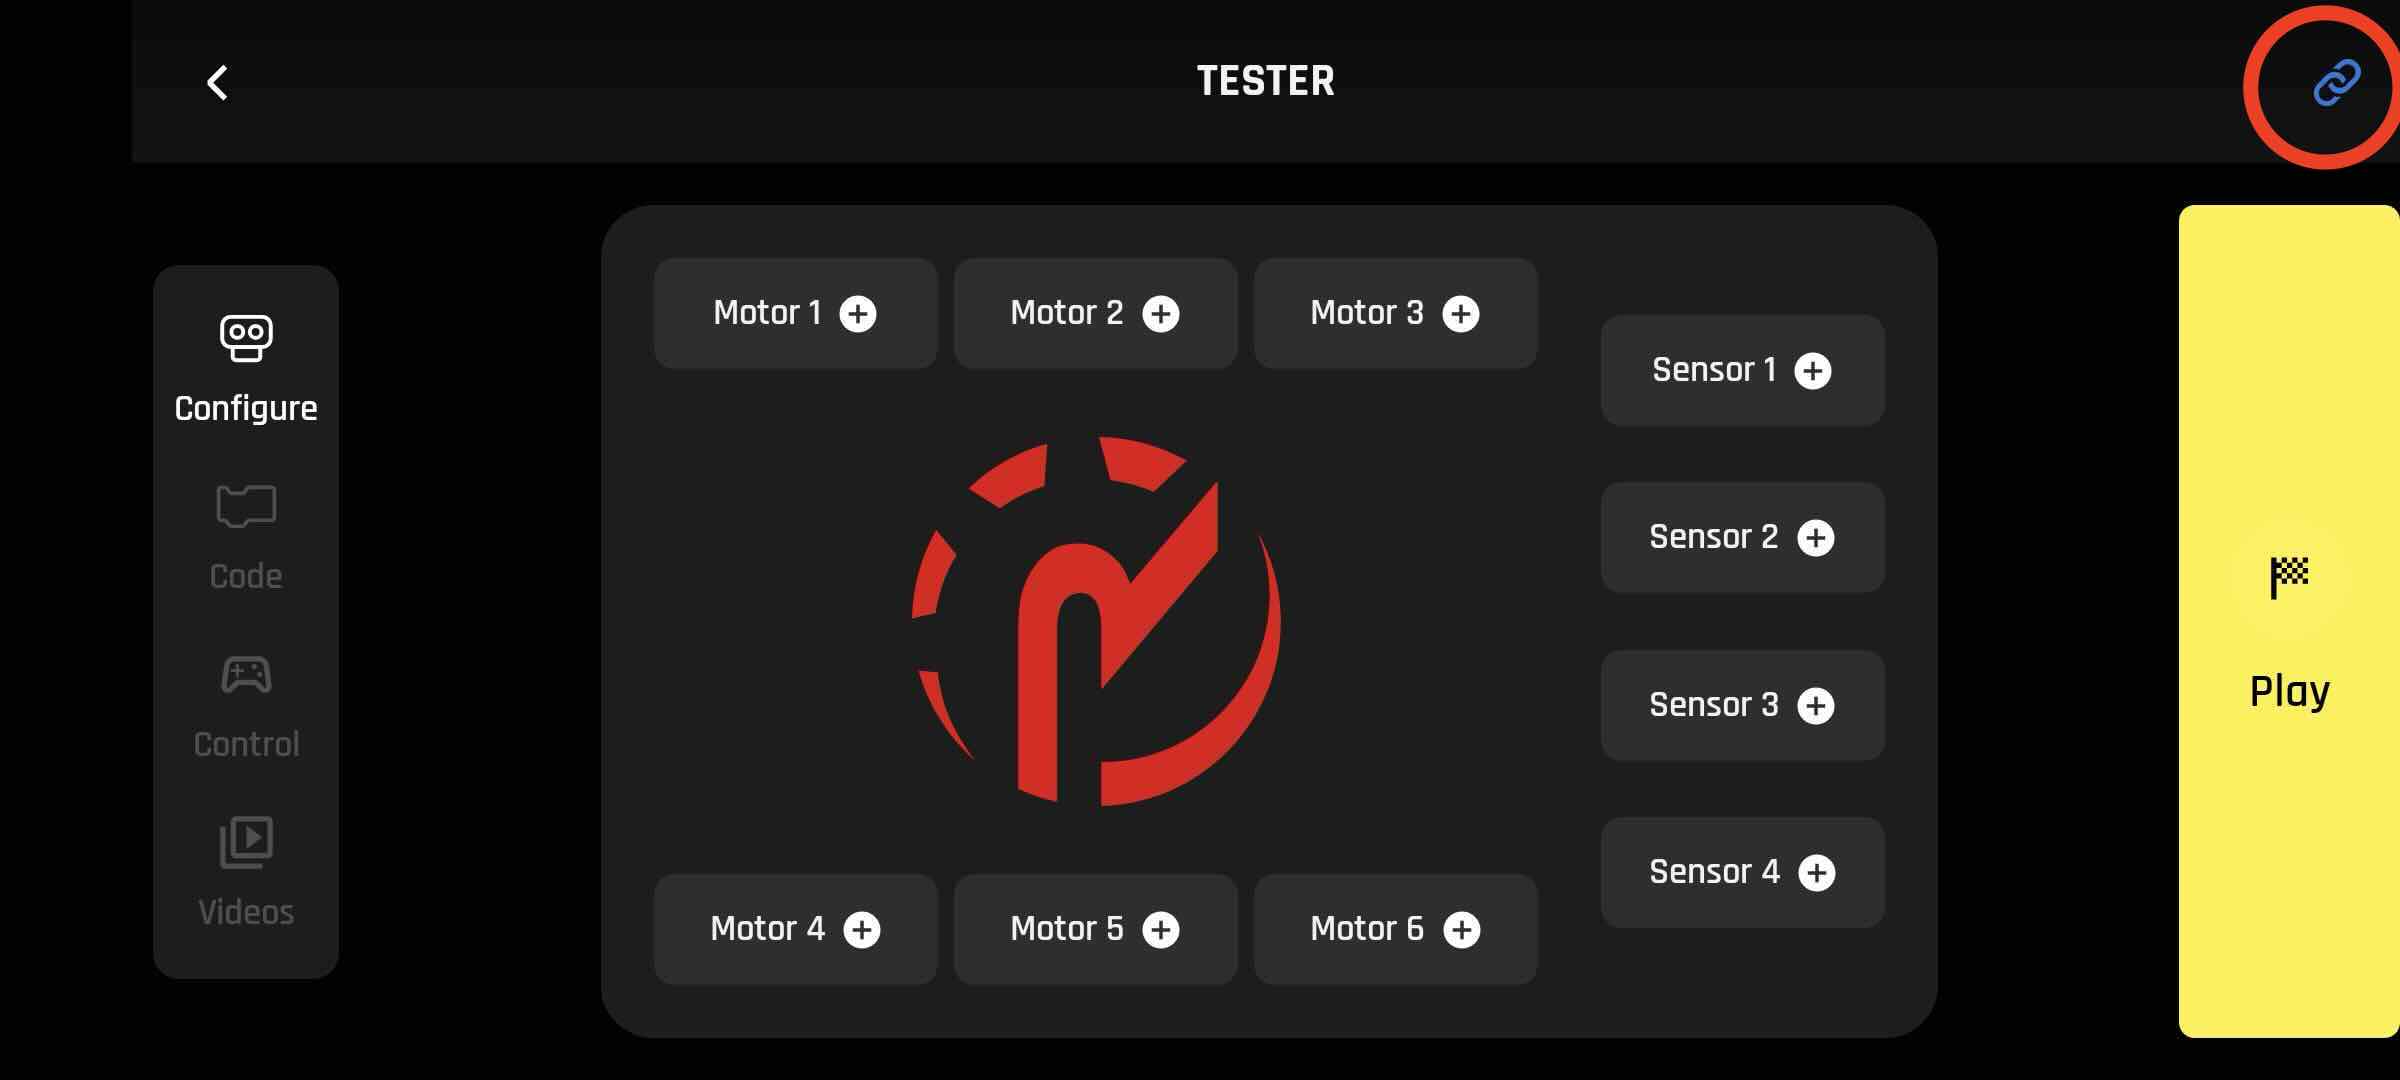 TESTER
Configure
Code
Control
Videos
Motor 1
Motor 2
Motor 3
Motor 4
Motor 5
Motor 6
Sensor 1
Sensor 2
Sensor 3
Sensor 4
Play